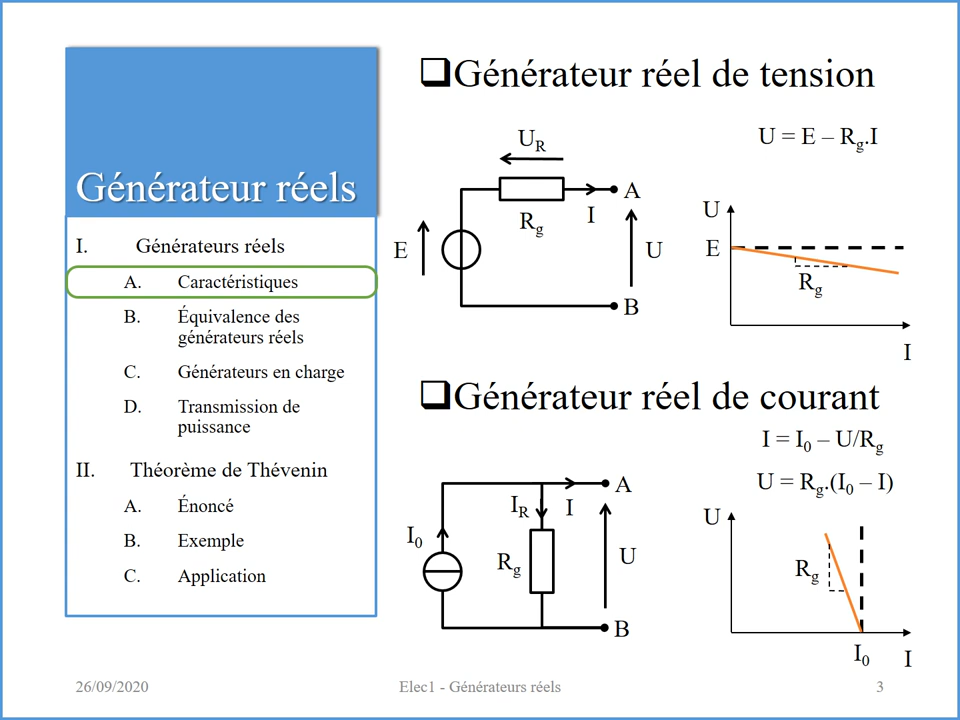 Générateur réels
I. Générateurs réels
A. Caractéristiques
B. Équivalence des
générateurs réels
C. Générateurs en charge
D. Transmission de
puissance
II. Théorème de Thévenin
A. Énoncé
B. Exemple
C. Application
❑Générateur réel de tension
U = E – Rg.I
UR
A
Rg
I
E
U
B
U
E
Rg
I
❑Générateur réel de courant
I = I0 – U/Rg
U = Rg.(I0 – I)
A
IR
I
I0
Rg
U
B
U
Rg
I0
I
26/09/2020
Elec1 - Générateurs réels
3